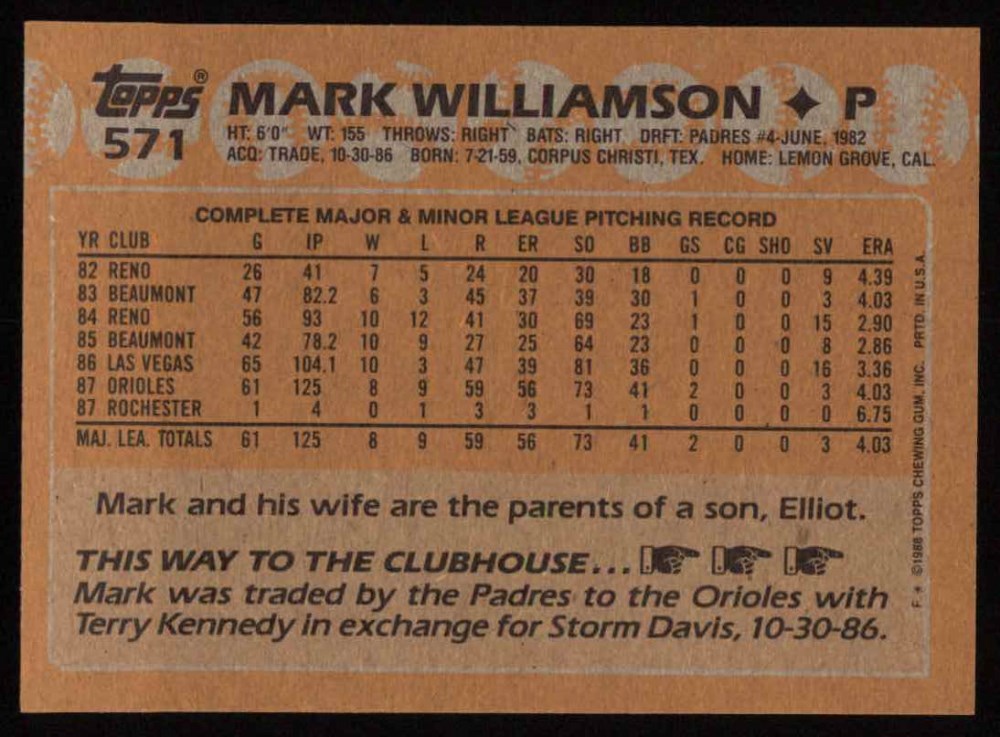 Topps® MARK WILLIAMSON ✦ P
571
HT: 6'0" WT: 155 THROWS: RIGHT BATS: RIGHT DRFT: PADRES #4-JUNE, 1982
ACQ: TRADE, 10-30-86 BORN: 7-21-59, CORPUS CHRISTI, TEX. HOME: LEMON GROVE, CAL.
COMPLETE MAJOR & MINOR LEAGUE PITCHING RECORD
YR CLUB G IP W L R ER SO BB GS CG SHO SV ERA
82 RENO 26 41 7 5 24 20 30 18 0 0 0 9 4.39
83 BEAUMONT 47 82.2 6 3 45 37 39 30 1 0 0 3 4.03
84 RENO 56 93 10 12 41 30 69 23 1 0 0 15 2.90
85 BEAUMONT 42 78.2 10 9 27 25 64 23 0 0 0 8 2.86
86 LAS VEGAS 65 104.1 10 3 47 39 81 36 0 0 0 16 3.36
87 ORIOLES 61 125 8 9 59 56 73 41 2 0 0 3 4.03
87 ROCHESTER 1 4 0 1 3 3 1 1 0 0 0 0 6.75
MAJ. LEA. TOTALS 61 125 8 9 59 56 73 41 2 0 0 3 4.03
Mark and his wife are the parents of a son, Elliot.
THIS WAY TO THE CLUBHOUSE...
Mark was traded by the Padres to the Orioles with
Terry Kennedy in exchange for Storm Davis, 10-30-86.
F. * ©1988 TOPPS CHEWING GUM, INC. PRTD. IN U.S.A.